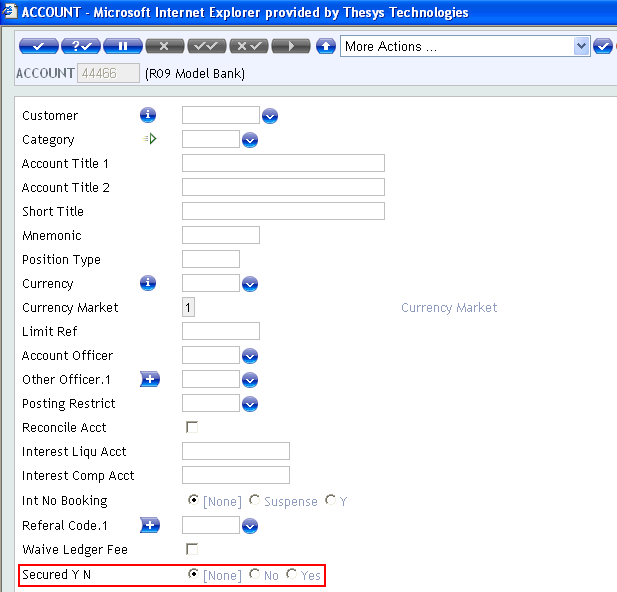 ACCOUNT - Microsoft Internet Explorer provided by Thesys Technologies
? More Actions ...
ACCOUNT 44466 (R09 Model Bank)
Customer
Category
Account Title 1
Account Title 2
Short Title
Mnemonic
Position Type
Currency
Currency Market 1 Currency Market
Limit Ref
Account Officer
Other Officer.1
Posting Restrict
Reconcile Acct
Interest Liqu Acct
Interest Comp Acct
Int No Booking [None] Suspense Y
Referal Code.1
Waive Ledger Fee
Secured Y N [None] No Yes